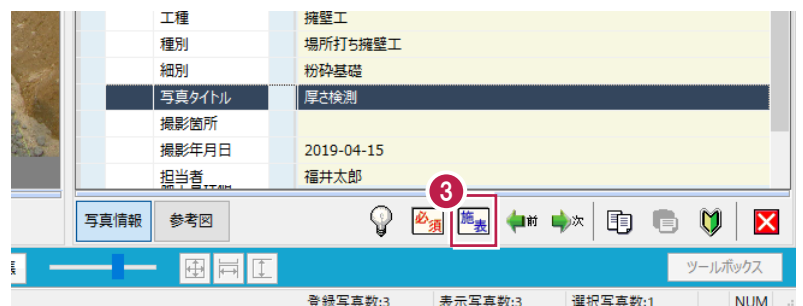 工種 擁壁工
種別 場所打ち擁壁工
細別 粉砕基礎
写真タイトル 厚さ検測
撮影箇所
撮影年月日 2019-04-15
担当者 福井太郎
3
写真情報 参考図 必須 施表 前 次
ツールボックス
登録写真数:3 表示写真数:3 選択写真数:1 NUM